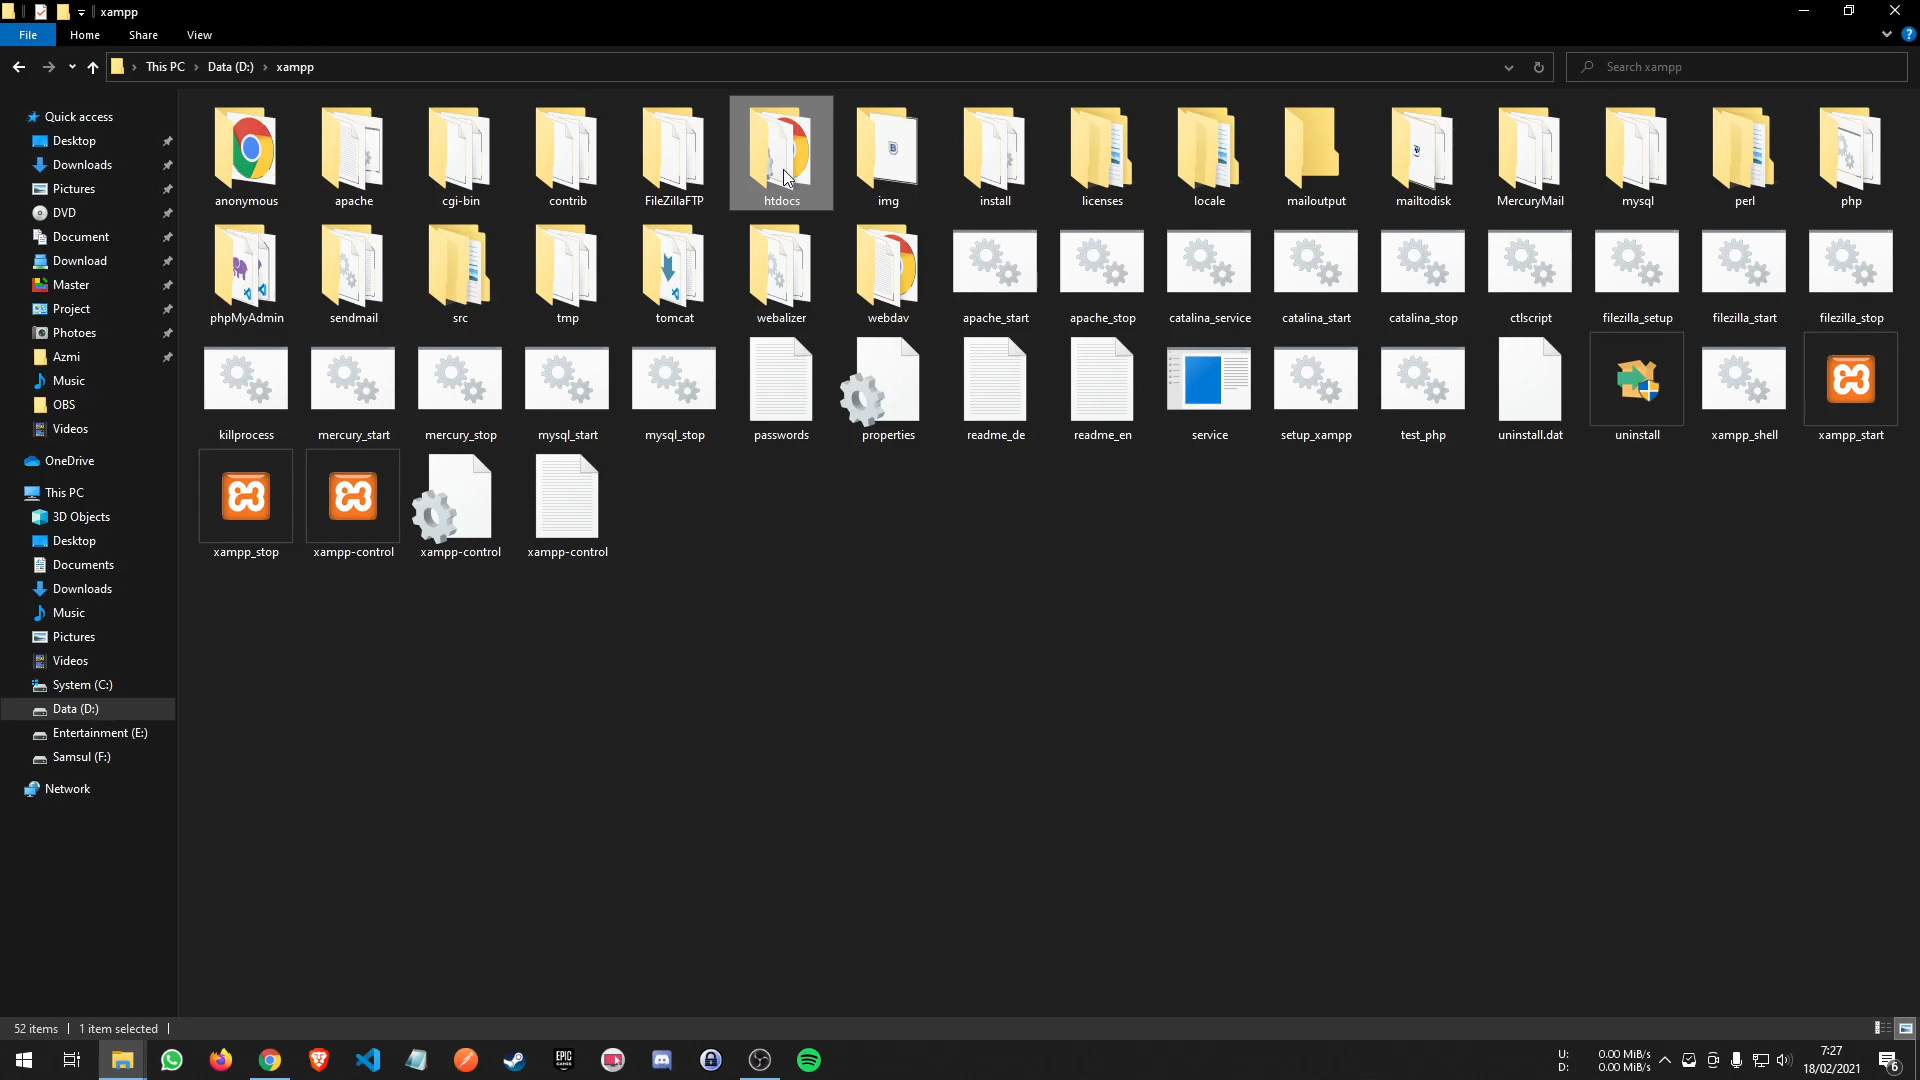 xampp
File Home Share View
This PC Data (D:) xampp
Search xampp
Quick access
Desktop
Downloads
Pictures
DVD
Document
Download
Master
Project
Photoes
Azmi
Music
OBS
Videos
OneDrive
This PC
3D Objects
Desktop
Documents
Downloads
Music
Pictures
Videos
System (C:)
Data (D:)
Entertainment (E:)
Samsul (F:)
Network
anonymous apache cgi-bin contrib FileZillaFTP htdocs img install licenses locale mailoutput mailtodisk MercuryMail mysql perl php
phpMyAdmin sendmail src tmp tomcat webalizer webdav apache_start apache_stop catalina_service catalina_start catalina_stop ctlscript filezilla_setup filezilla_start filezilla_stop
killprocess mercury_start mercury_stop mysql_start mysql_stop passwords properties readme_de readme_en service setup_xampp test_php uninstall.dat uninstall xampp_shell xampp_start
xampp_stop xampp-control xampp-control xampp-control
52 items 1 item selected
EPIC GAMES
U: 0.00 MiB/s
D: 0.00 MiB/s
7:27
18/02/2021
6